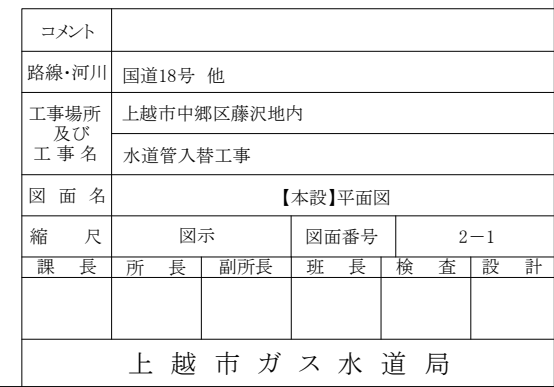 コメント
路線・河川 国道18号 他
工事場所 上越市中郷区藤沢地内
及び
工事名 水道管入替工事
図面名 【本設】平面図
縮尺 図示 図面番号 2－1
課長 所長 副所長 班長 検査 設計
上越市ガス水道局